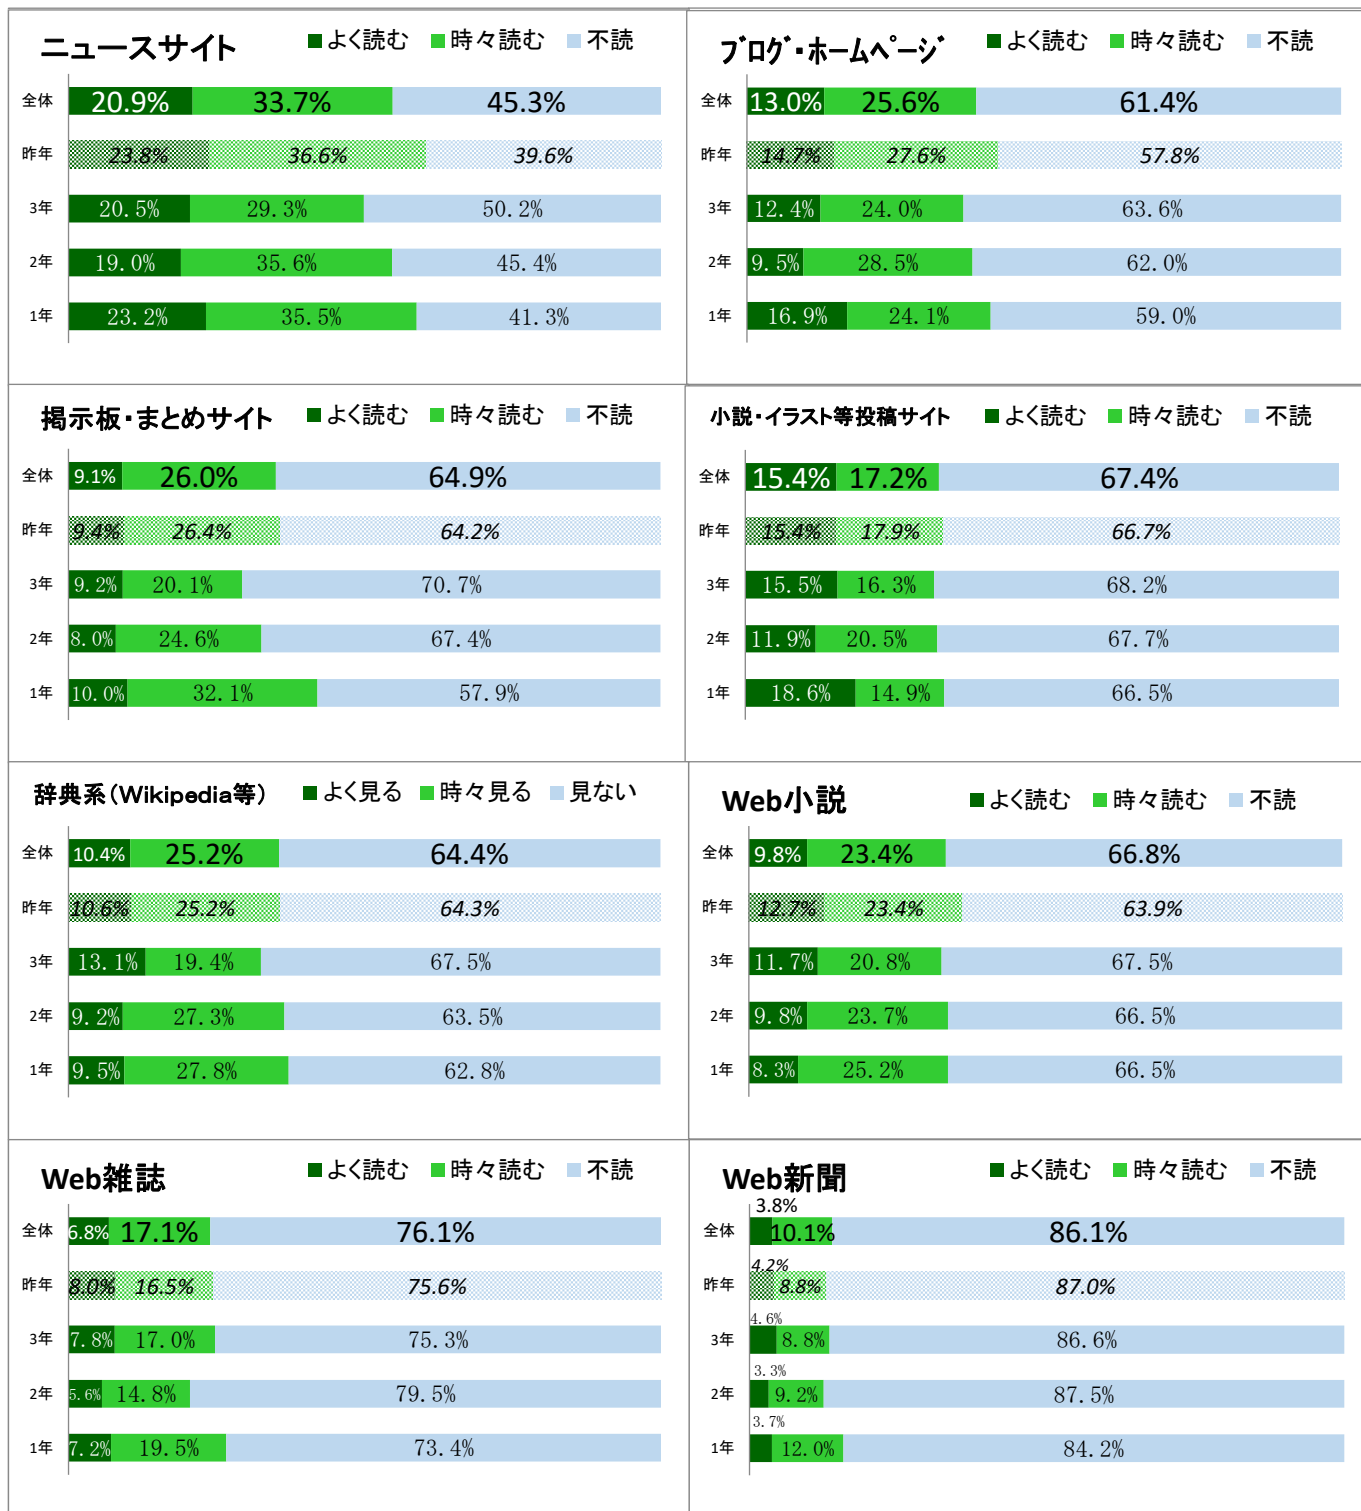 ニュースサイト ■よく読む ■時々読む ■不読
全体 20.9% 33.7% 45.3%
昨年 23.8% 36.6% 39.6%
3年 20.5% 29.3% 50.2%
2年 19.0% 35.6% 45.4%
1年 23.2% 35.5% 41.3%
ブログ・ホームページ ■よく読む ■時々読む ■不読
全体 13.0% 25.6% 61.4%
昨年 14.7% 27.6% 57.8%
3年 12.4% 24.0% 63.6%
2年 9.5% 28.5% 62.0%
1年 16.9% 24.1% 59.0%
掲示板・まとめサイト ■よく読む ■時々読む ■不読
全体 9.1% 26.0% 64.9%
昨年 9.4% 26.4% 64.2%
3年 9.2% 20.1% 70.7%
2年 8.0% 24.6% 67.4%
1年 10.0% 32.1% 57.9%
小説・イラスト等投稿サイト ■よく読む ■時々読む ■不読
全体 15.4% 17.2% 67.4%
昨年 15.4% 17.9% 66.7%
3年 15.5% 16.3% 68.2%
2年 11.9% 20.5% 67.7%
1年 18.6% 14.9% 66.5%
辞典系(Wikipedia等) ■よく見る ■時々見る ■見ない
全体 10.4% 25.2% 64.4%
昨年 10.6% 25.2% 64.3%
3年 13.1% 19.4% 67.5%
2年 9.2% 27.3% 63.5%
1年 9.5% 27.8% 62.8%
Web小説 ■よく読む ■時々読む ■不読
全体 9.8% 23.4% 66.8%
昨年 12.7% 23.4% 63.9%
3年 11.7% 20.8% 67.5%
2年 9.8% 23.7% 66.5%
1年 8.3% 25.2% 66.5%
Web雑誌 ■よく読む ■時々読む ■不読
全体 6.8% 17.1% 76.1%
昨年 8.0% 16.5% 75.6%
3年 7.8% 17.0% 75.3%
2年 5.6% 14.8% 79.5%
1年 7.2% 19.5% 73.4%
Web新聞 ■よく読む ■時々読む ■不読
全体 3.8% 10.1% 86.1%
昨年 4.2% 8.8% 87.0%
3年 4.6% 8.8% 86.6%
2年 3.3% 9.2% 87.5%
1年 3.7% 12.0% 84.2%